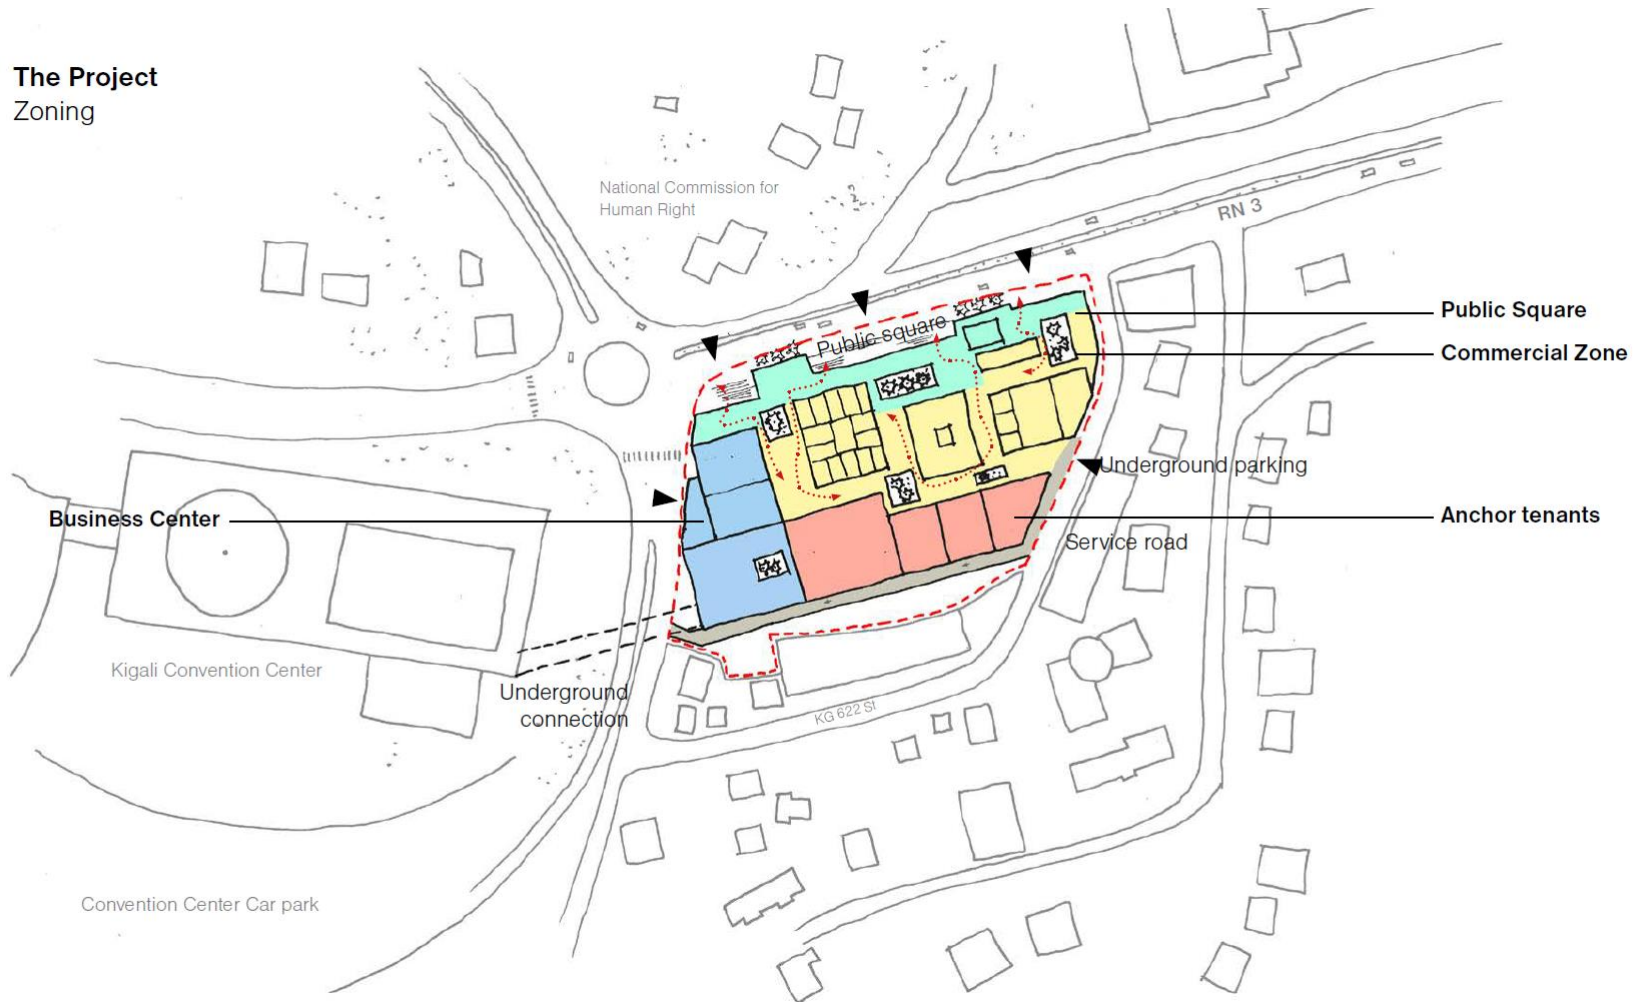 The Project
Zoning
National Commission for
Human Right
RN 3
Public square
Public Square
Commercial Zone
Underground parking
Business Center
Anchor tenants
Service road
Kigali Convention Center
Underground
connection
KG 622 St
Convention Center Car park